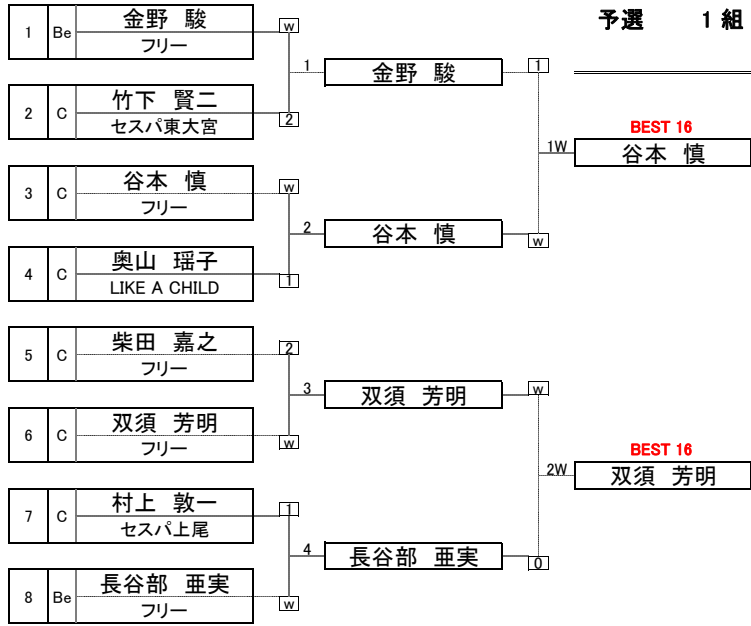 予選 1 組
1 Be 金野 駿 W
フリー
1 金野 駿 1
2 C 竹下 賢二 2
セスパ東大宮
BEST 16
1W 谷本 慎
3 C 谷本 慎 W
フリー
2 谷本 慎 W
4 C 奥山 瑶子 1
LIKE A CHILD
5 C 柴田 嘉之 2
フリー
3 双須 芳明 W
6 C 双須 芳明 W
フリー
BEST 16
2W 双須 芳明
7 C 村上 敦一 1
セスパ上尾
4 長谷部 亜実 0
8 Be 長谷部 亜実 W
フリー